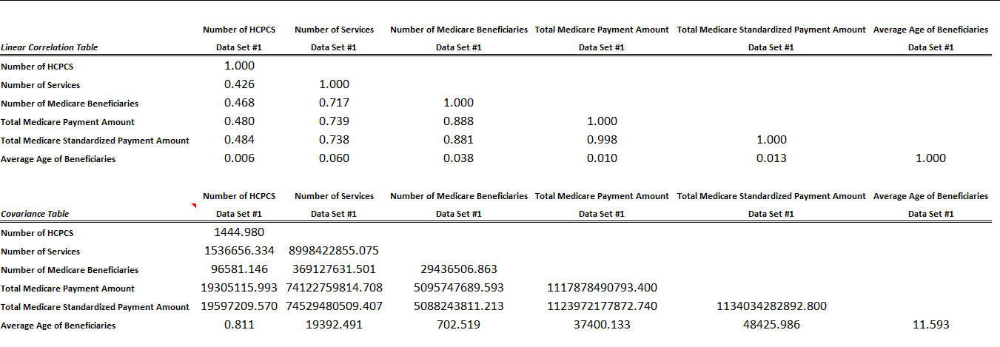 Number of HCPCS Number of Services Number of Medicare Beneficiaries Total Medicare Payment Amount Total Medicare Standardized Payment Amount Average Age of Beneficiaries
Linear Correlation Table Data Set #1 Data Set #1 Data Set #1 Data Set #1 Data Set #1 Data Set #1
Number of HCPCS 1.000
Number of Services 0.426 1.000
Number of Medicare Beneficiaries 0.468 0.717 1.000
Total Medicare Payment Amount 0.480 0.739 0.888 1.000
Total Medicare Standardized Payment Amount 0.484 0.738 0.881 0.998 1.000
Average Age of Beneficiaries 0.006 0.060 0.038 0.010 0.013 1.000
Number of HCPCS Number of Services Number of Medicare Beneficiaries Total Medicare Payment Amount Total Medicare Standardized Payment Amount Average Age of Beneficiaries
Covariance Table Data Set #1 Data Set #1 Data Set #1 Data Set #1 Data Set #1 Data Set #1
Number of HCPCS 1444.980
Number of Services 1536656.334 8998422855.075
Number of Medicare Beneficiaries 96581.146 369127631.501 29436506.863
Total Medicare Payment Amount 19305115.993 74122759814.708 5095747689.593 1117878490793.400
Total Medicare Standardized Payment Amount 19597209.570 74529480509.407 5088243811.213 1123972177872.740 1134034282892.800
Average Age of Beneficiaries 0.811 19392.491 702.519 37400.133 48425.986 11.593